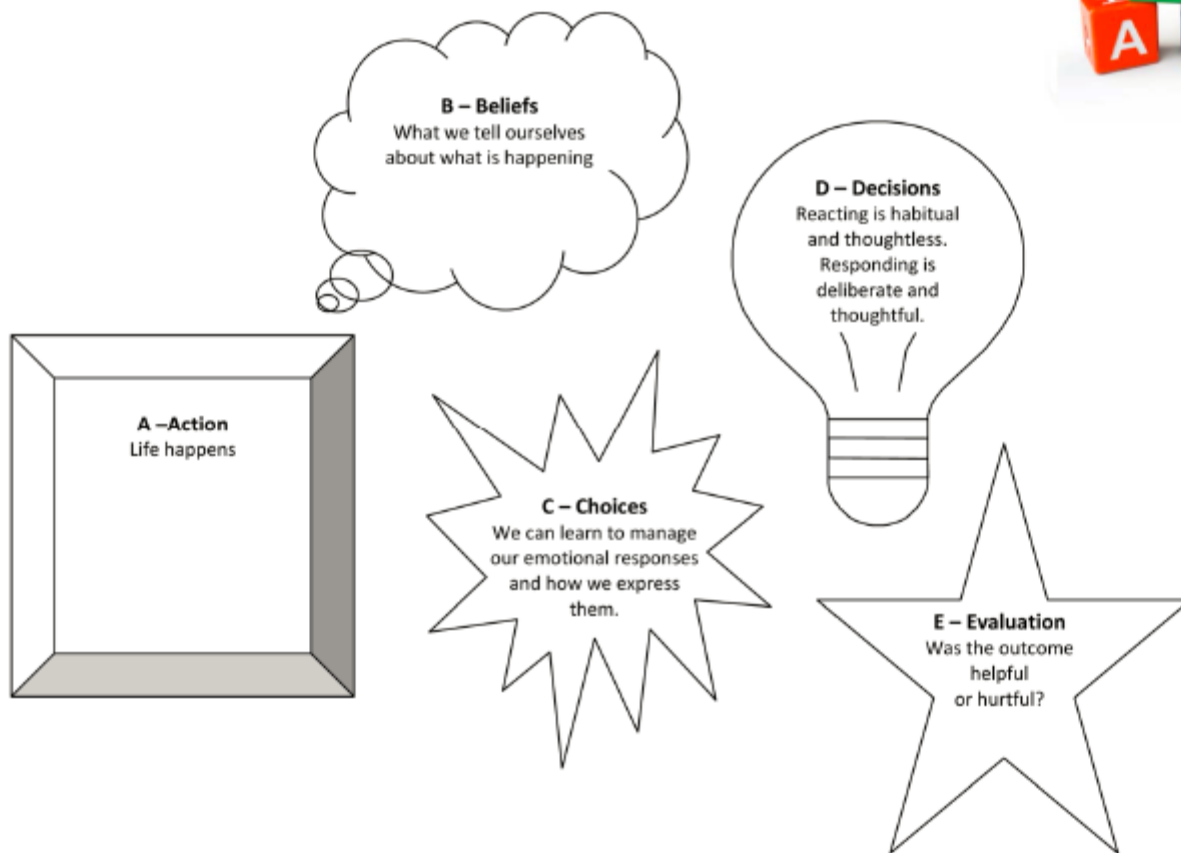 A –Action
Life happens
B – Beliefs
What we tell ourselves
about what is happening
C – Choices
We can learn to manage
our emotional responses
and how we express
them.
D – Decisions
Reacting is habitual
and thoughtless.
Responding is
deliberate and
thoughtful.
E – Evaluation
Was the outcome
helpful
or hurtful?
A